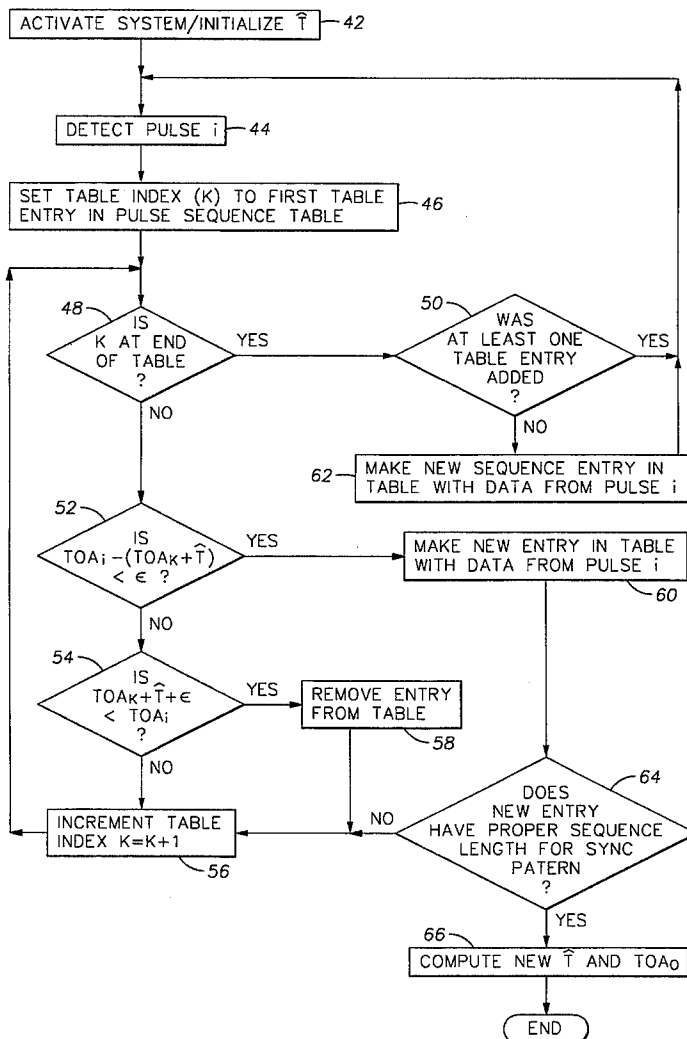 ACTIVATE SYSTEM/INITIALIZE T̂
42
DETECT PULSE i
44
SET TABLE INDEX (K) TO FIRST TABLE
ENTRY IN PULSE SEQUENCE TABLE
46
48
IS
K AT END
OF TABLE
?
YES
NO
50
WAS
AT LEAST ONE
TABLE ENTRY
ADDED
?
YES
NO
62
MAKE NEW SEQUENCE ENTRY IN
TABLE WITH DATA FROM PULSE i
52
IS
TOAi-(TOAK+T̂)
< ϵ ?
YES
NO
MAKE NEW ENTRY IN TABLE
WITH DATA FROM PULSE i
60
54
IS
TOAK+T̂+ϵ
< TOAi
?
YES
NO
REMOVE ENTRY
FROM TABLE
58
INCREMENT TABLE
INDEX K=K+1
56
64
DOES
NEW ENTRY
HAVE PROPER SEQUENCE
LENGTH FOR SYNC
PATERN
?
NO
YES
66
COMPUTE NEW T̂ AND TOA0
END